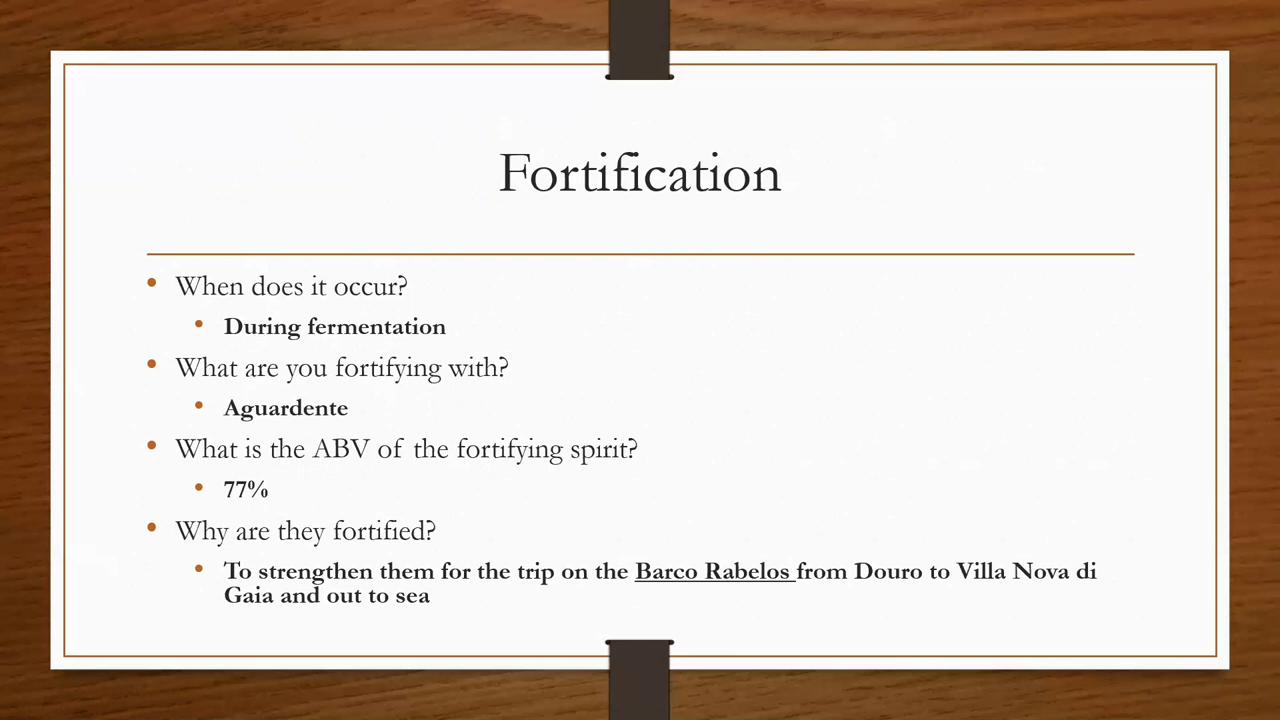 Fortification
• When does it occur?
• During fermentation
• What are you fortifying with?
• Aguardente
• What is the ABV of the fortifying spirit?
• 77%
• Why are they fortified?
• To strengthen them for the trip on the Barco Rabelos from Douro to Villa Nova di
Gaia and out to sea